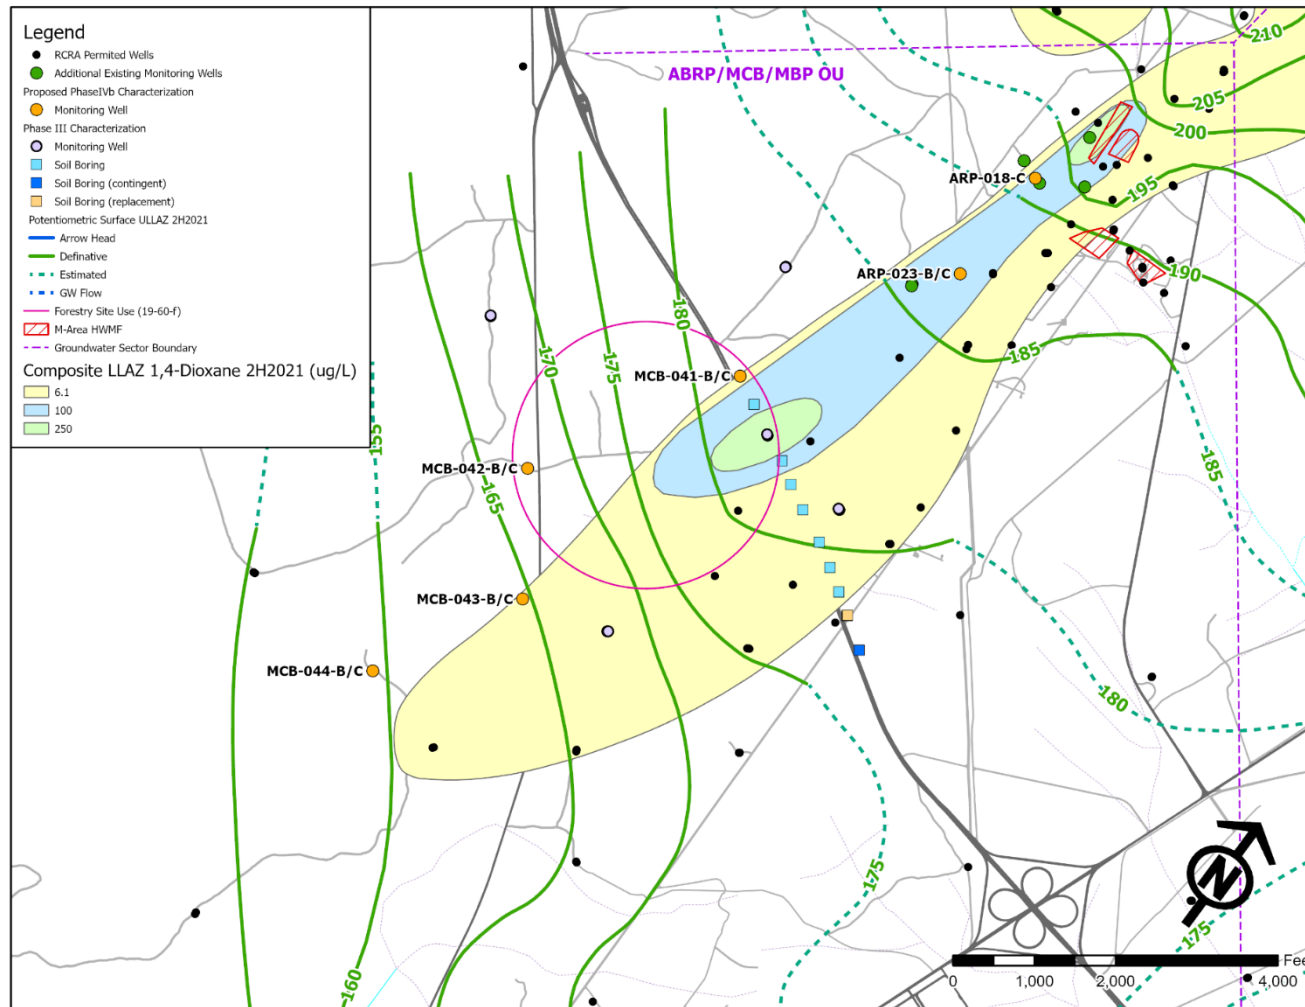 Legend
RCRA Permited Wells
Additional Existing Monitoring Wells
Proposed PhaseIVb Characterization
Monitoring Well
Phase III Characterization
Monitoring Well
Soil Boring
Soil Boring (contingent)
Soil Boring (replacement)
Potentiometric Surface ULLAZ 2H2021
Arrow Head
Definative
Estimated
GW Flow
Forestry Site Use (19-60-f)
M-Area HWMF
Groundwater Sector Boundary
Composite LLAZ 1,4-Dioxane 2H2021 (ug/L)
6.1
100
250
ABRP/MCB/MBP OU
210
205
200
195
190
185
ARP-018-C
ARP-023-B/C
180
170
175
MCB-041-B/C
155
MCB-042-B/C
165
185
MCB-043-B/C
MCB-044-B/C
180
175
N
175
160
Fee
0
1,000
2,000
4,000